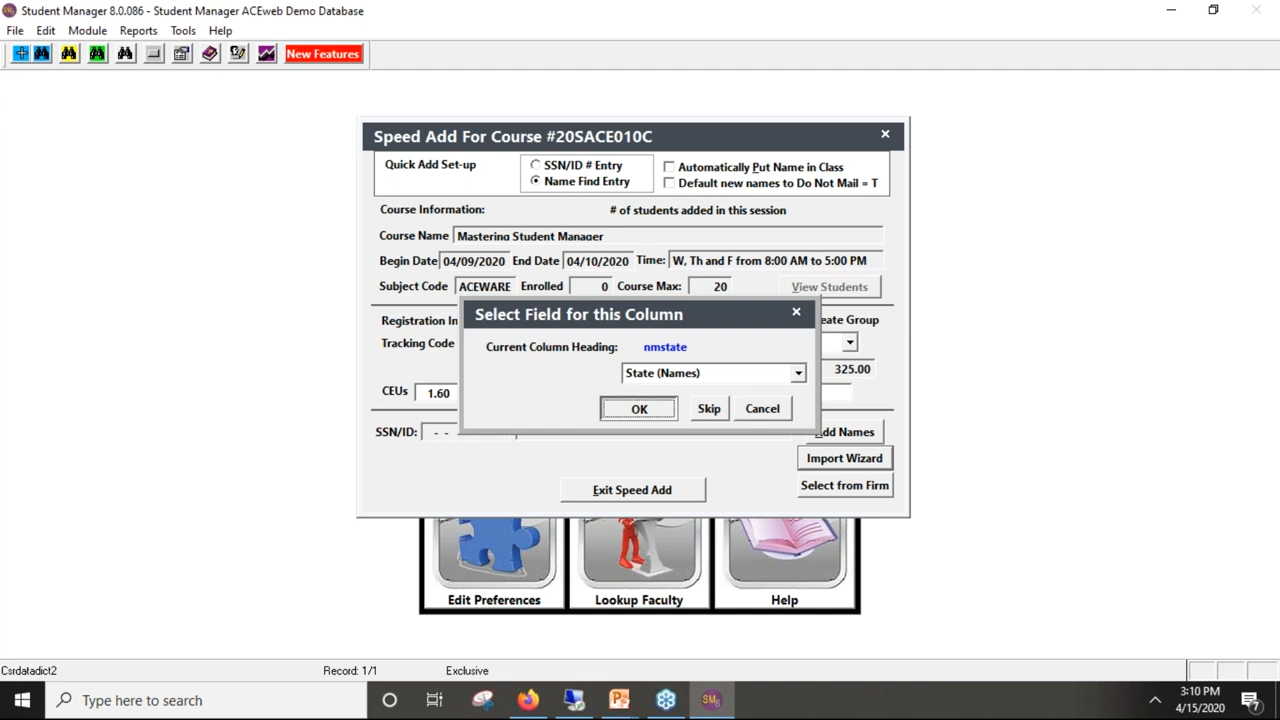 Student Manager 8.0.086 - Student Manager ACEweb Demo Database
File Edit Module Reports Tools Help
New Features
Speed Add For Course #20SACE010C
Quick Add Set-up
SSN/ID # Entry
Automatically Put Name in Class
Name Find Entry
Default new names to Do Not Mail = T
Course Information:
# of students added in this session
Course Name Mastering Student Manager
Begin Date 04/09/2020 End Date 04/10/2020 Time: W, Th and F from 8:00 AM to 5:00 PM
Subject Code ACEWARE Enrolled 0 Course Max: 20 View Students
Select Field for this Column
Registration In
eate Group
Tracking Code
Current Column Heading: nmstate
State (Names)
325.00
CEUs 1.60
OK Skip Cancel
SSN/ID: - -
Add Names
Import Wizard
Select from Firm
Exit Speed Add
Edit Preferences
Lookup Faculty
Help
Csrdatadict2 Record: 1/1 Exclusive
Type here to search
3:10 PM
4/15/2020
7